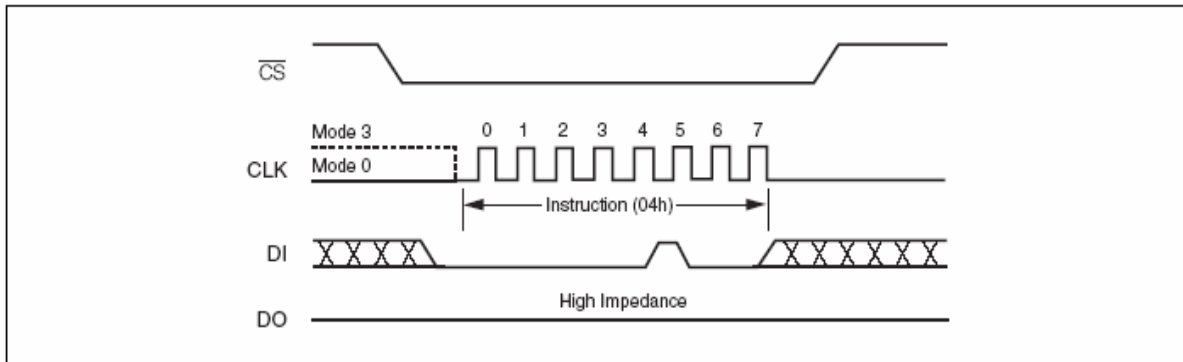 CS
Mode 3
0 1 2 3 4 5 6 7
CLK
Mode 0
Instruction (04h)
DI
High Impedance
DO